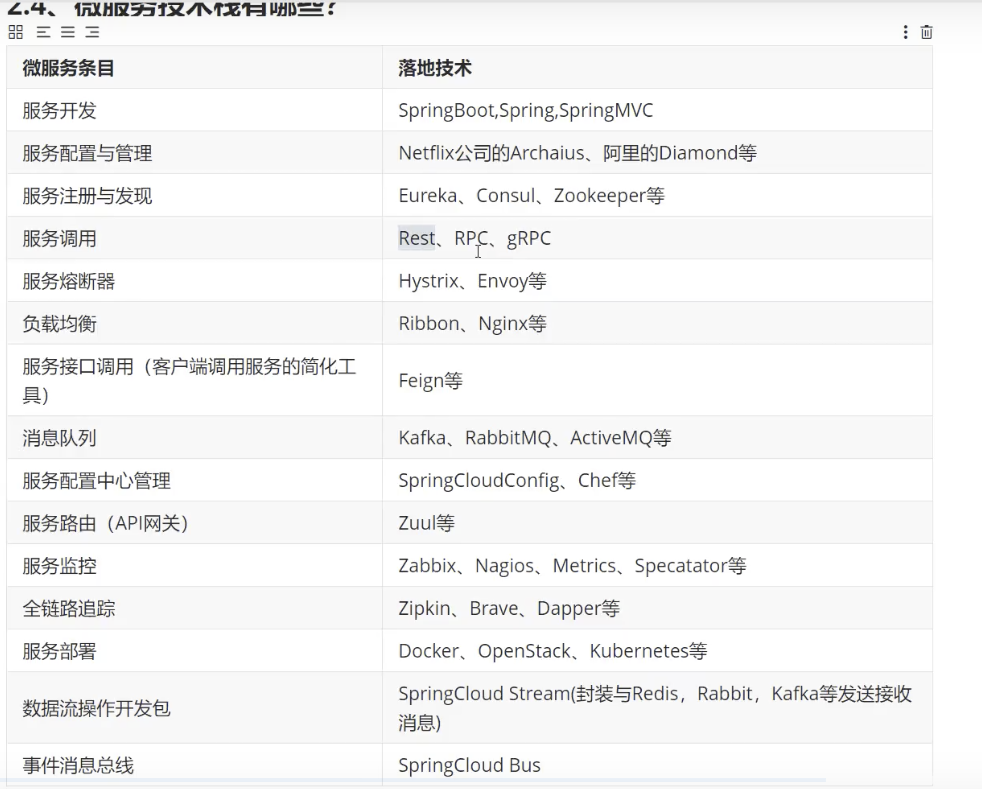 2.4、微服务技术栈有哪些?
微服务条目 落地技术
服务开发 SpringBoot,Spring,SpringMVC
服务配置与管理 Netflix公司的Archaius、阿里的Diamond等
服务注册与发现 Eureka、Consul、Zookeeper等
服务调用 Rest、RPC、gRPC
服务熔断器 Hystrix、Envoy等
负载均衡 Ribbon、Nginx等
服务接口调用（客户端调用服务的简化工
具） Feign等
消息队列 Kafka、RabbitMQ、ActiveMQ等
服务配置中心管理 SpringCloudConfig、Chef等
服务路由（API网关） Zuul等
服务监控 Zabbix、Nagios、Metrics、Specatator等
全链路追踪 Zipkin、Brave、Dapper等
服务部署 Docker、OpenStack、Kubernetes等
数据流操作开发包 SpringCloud Stream(封装与Redis，Rabbit，Kafka等发送接收
消息)
事件消息总线 SpringCloud Bus